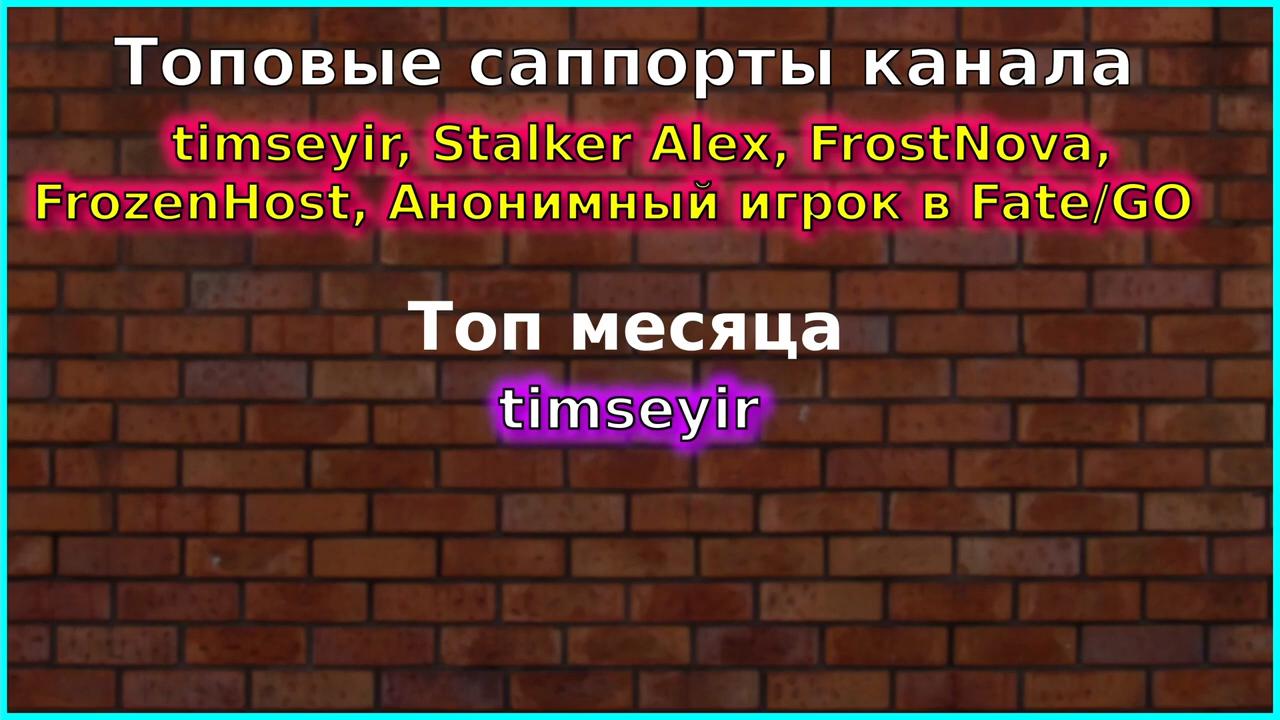 Топовые саппорты канала
timseyir, Stalker Alex, FrostNova,
FrozenHost, Анонимный игрок в Fate/GO
Топ месяца
timseyir